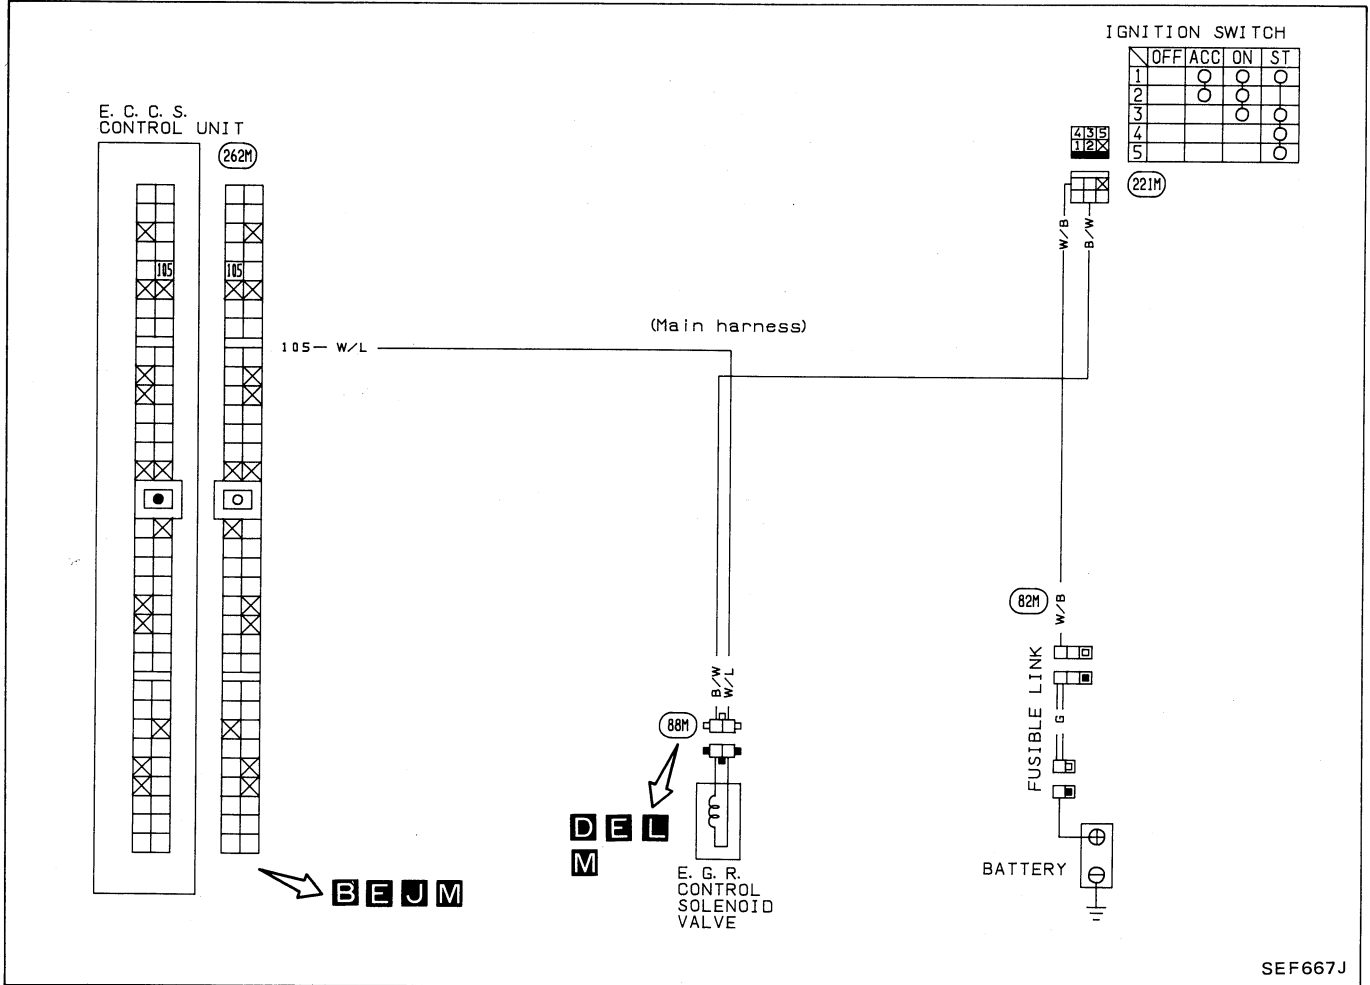 IGNITION SWITCH
OFF ACC ON ST
1
2
3
4
5
E. C. C. S.
CONTROL UNIT
262M
4 3 5
1 2
221M
W/B
B/W
105
105
(Main harness)
105— W/L
82M
W/B
FUSIBLE LINK
G
B/W
W/L
88M
D E L
M
BATTERY
E. G. R.
CONTROL
SOLENOID
VALVE
B E J M
SEF667J